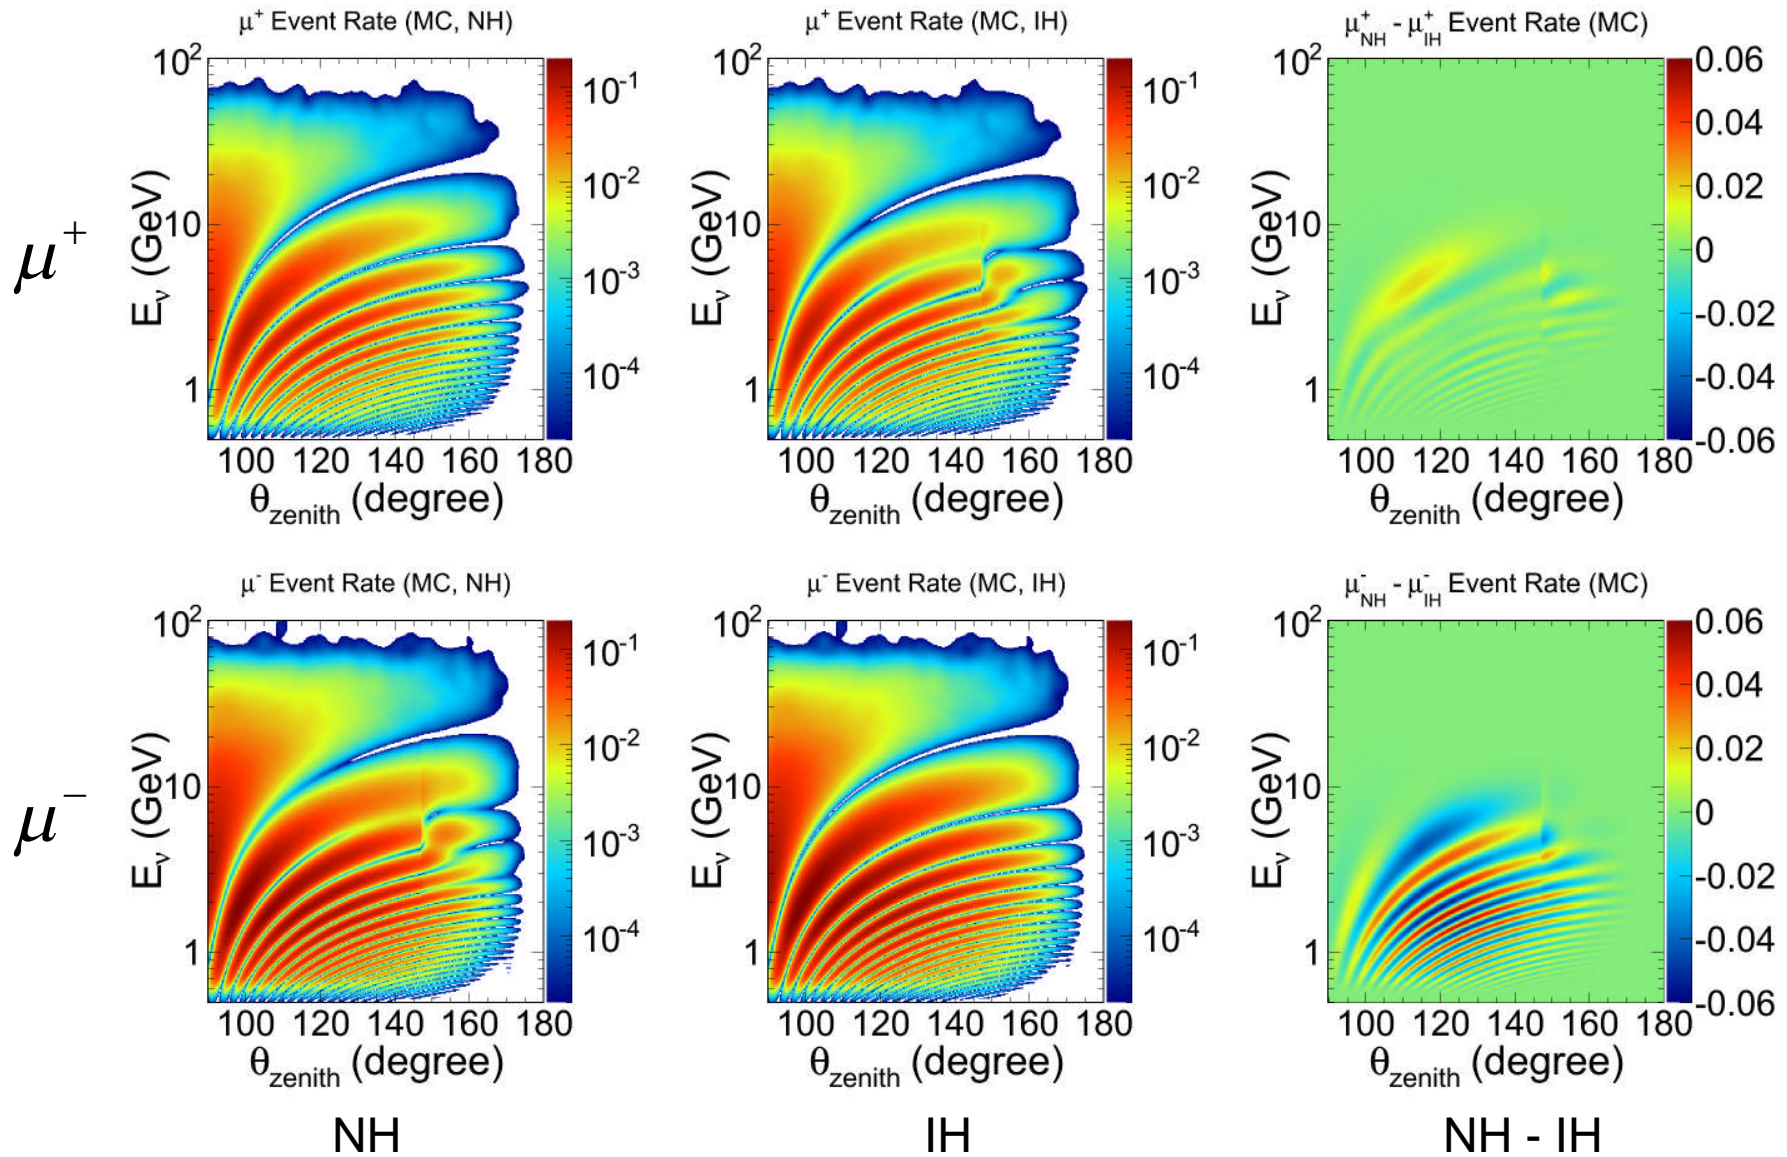 μ⁺ Event Rate (MC, NH)
μ⁺ Event Rate (MC, IH)
μ⁺NH - μ⁺IH Event Rate (MC)
μ⁺
Eν (GeV)
10²
10
1
100 120 140 160 180
θzenith (degree)
10⁻¹
10⁻²
10⁻³
10⁻⁴
Eν (GeV)
10²
10
1
100 120 140 160 180
θzenith (degree)
10⁻¹
10⁻²
10⁻³
10⁻⁴
Eν (GeV)
10²
10
1
100 120 140 160 180
θzenith (degree)
0.06
0.04
0.02
0
-0.02
-0.04
-0.06
μ⁻ Event Rate (MC, NH)
μ⁻ Event Rate (MC, IH)
μ⁻NH - μ⁻IH Event Rate (MC)
μ⁻
Eν (GeV)
10²
10
1
100 120 140 160 180
θzenith (degree)
10⁻¹
10⁻²
10⁻³
10⁻⁴
Eν (GeV)
10²
10
1
100 120 140 160 180
θzenith (degree)
10⁻¹
10⁻²
10⁻³
10⁻⁴
Eν (GeV)
10²
10
1
100 120 140 160 180
θzenith (degree)
0.06
0.04
0.02
0
-0.02
-0.04
-0.06
NH
IH
NH - IH